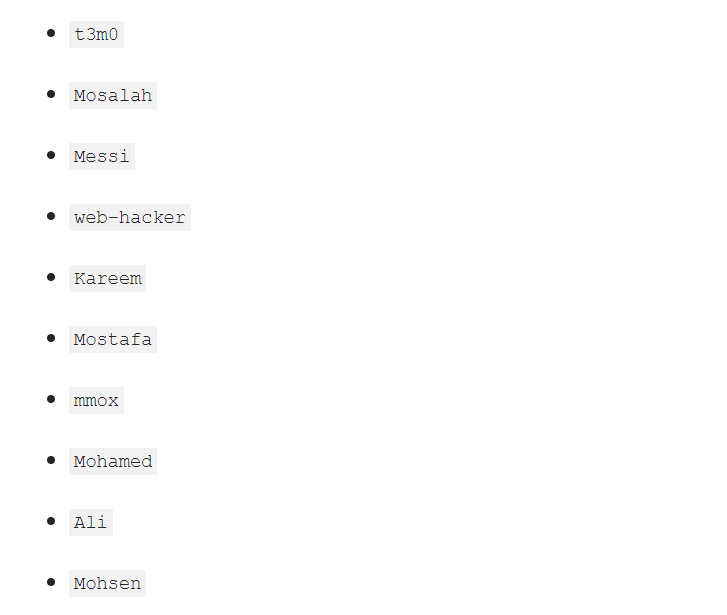 t3m0
Mosalah
Messi
web-hacker
Kareem
Mostafa
mmox
Mohamed
Ali
Mohsen